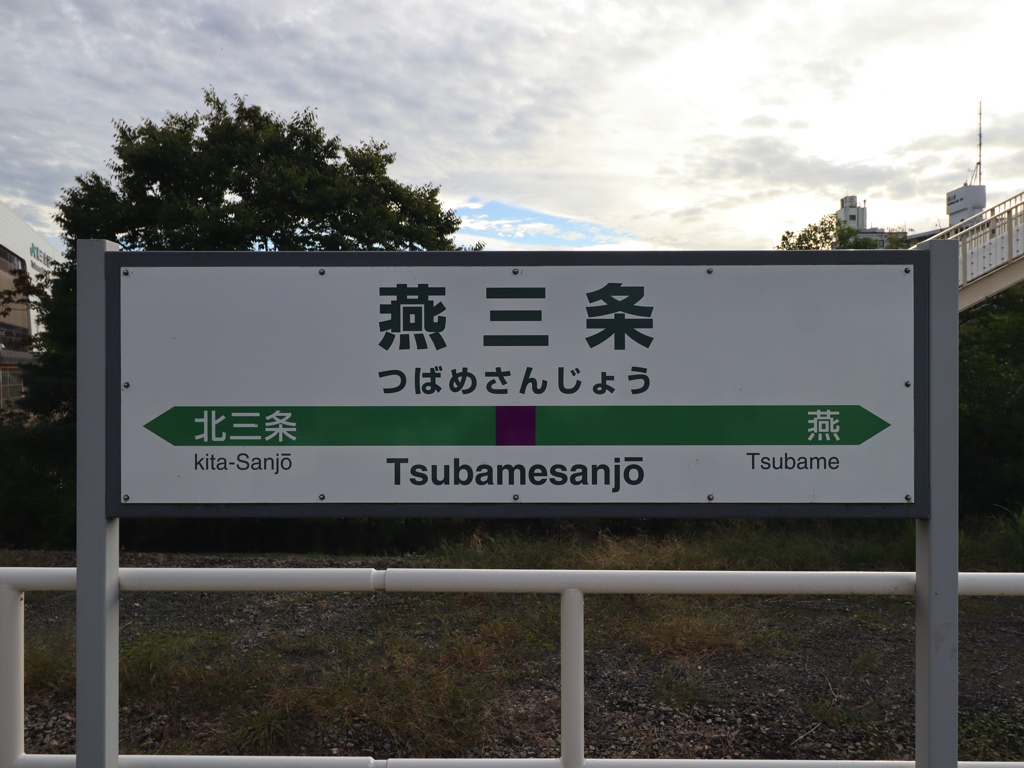 燕三条
つばめさんじょう
北三条
燕
kita-Sanjō
Tsubamesanjō
Tsubame